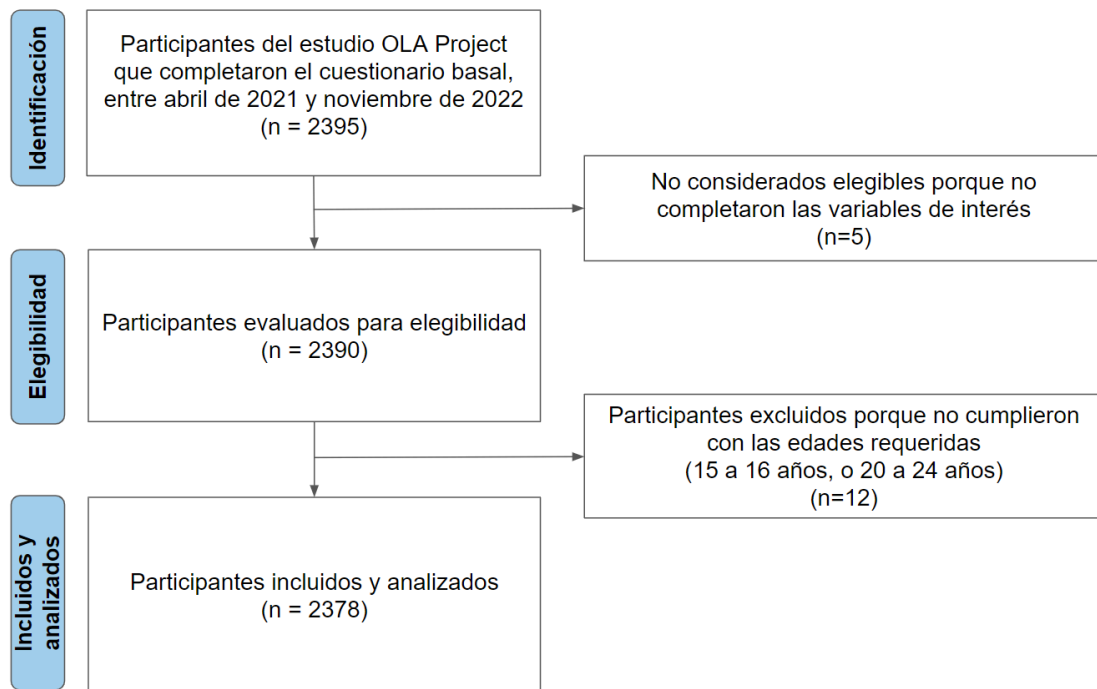 Identificación
Participantes del estudio OLA Project
que completaron el cuestionario basal,
entre abril de 2021 y noviembre de 2022
(n = 2395)
No considerados elegibles porque no
completaron las variables de interés
(n=5)
Elegibilidad
Participantes evaluados para elegibilidad
(n = 2390)
Participantes excluidos porque no cumplieron
con las edades requeridas
(15 a 16 años, o 20 a 24 años)
(n=12)
Incluidos y
analizados
Participantes incluidos y analizados
(n = 2378)